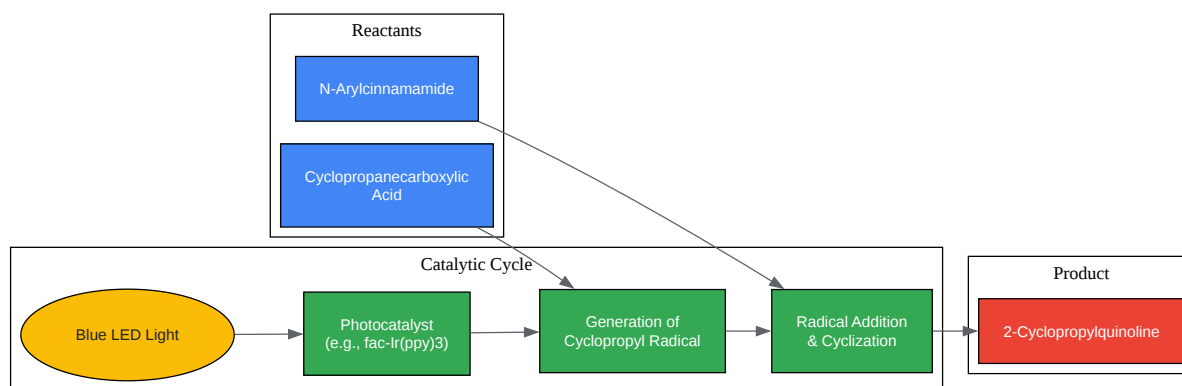 Reactants
N-Arylcinnamamide
Cyclopropanecarboxylic
Acid
Catalytic Cycle
Blue LED Light
Photocatalyst
(e.g., fac-Ir(ppy)3)
Generation of
Cyclopropyl Radical
Radical Addition
& Cyclization
Product
2-Cyclopropylquinoline